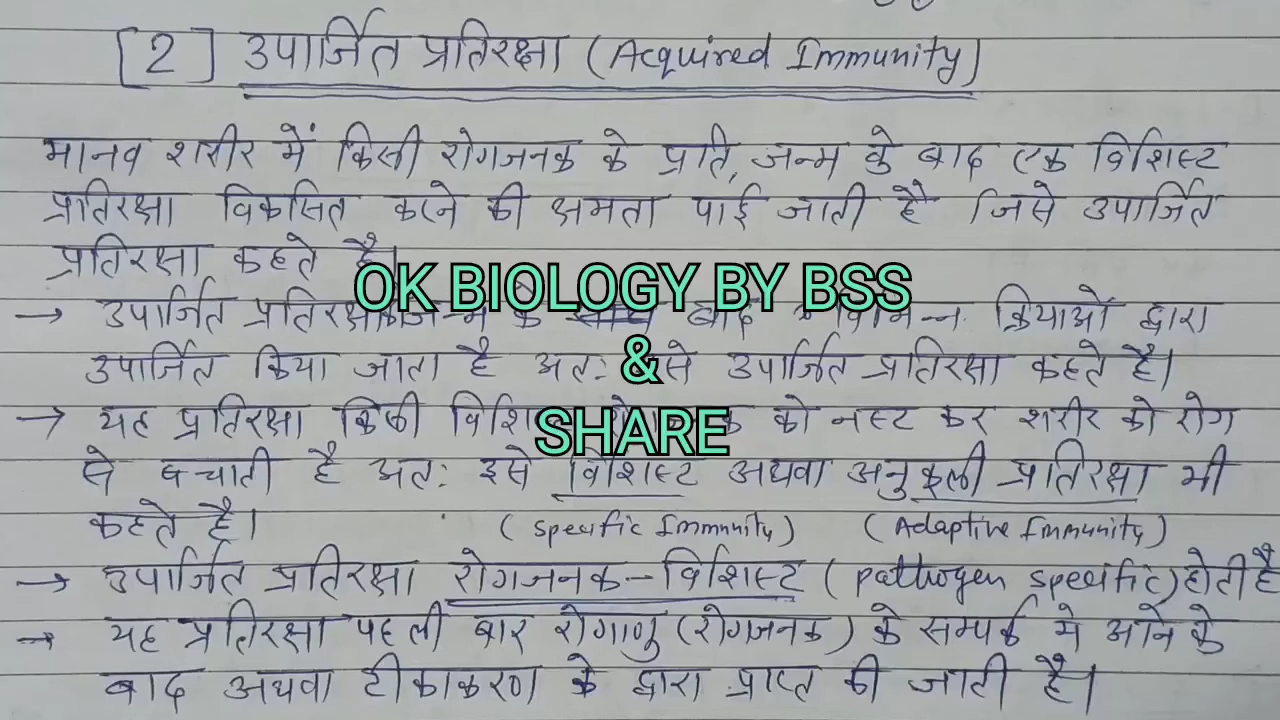 [2] उपार्जित प्रतिरक्षा (Acquired Immunity)
मानव शरीर में किसी रोगजनक के प्रति, जन्म के बाद एक विशिस्ट
प्रतिरक्षा विकसित करने की क्षमता पाई जाती है जिसे उपार्जित
प्रतिरक्षा कहते है।
OK BIOLOGY BY BSS
→ उपार्जित प्रतिरक्षा जन्म के बाद विभिन्न क्रियाओं द्वारा
उपार्जित किया जाता है अत: इसे उपार्जित प्रतिरक्षा कहते है।
&
→ यह प्रतिरक्षा किसी को नस्ट कर शरीर को रोग
SHARE
से बचाती है अत: इसे विशिस्ट अथवा अनुकूली प्रतिरक्षा भी
कहते है। (Specific Immunity) (Adaptive Immunity)
→ उपार्जित प्रतिरक्षा रोगजनक-विशिस्ट (pathogen specific) होती है
→ यह प्रतिरक्षा पहली बार रोगाणु (रोगजनक) के सम्पर्क मे आने के
बाद अथवा टीकाकरण के द्वारा प्राप्त की जाती है।